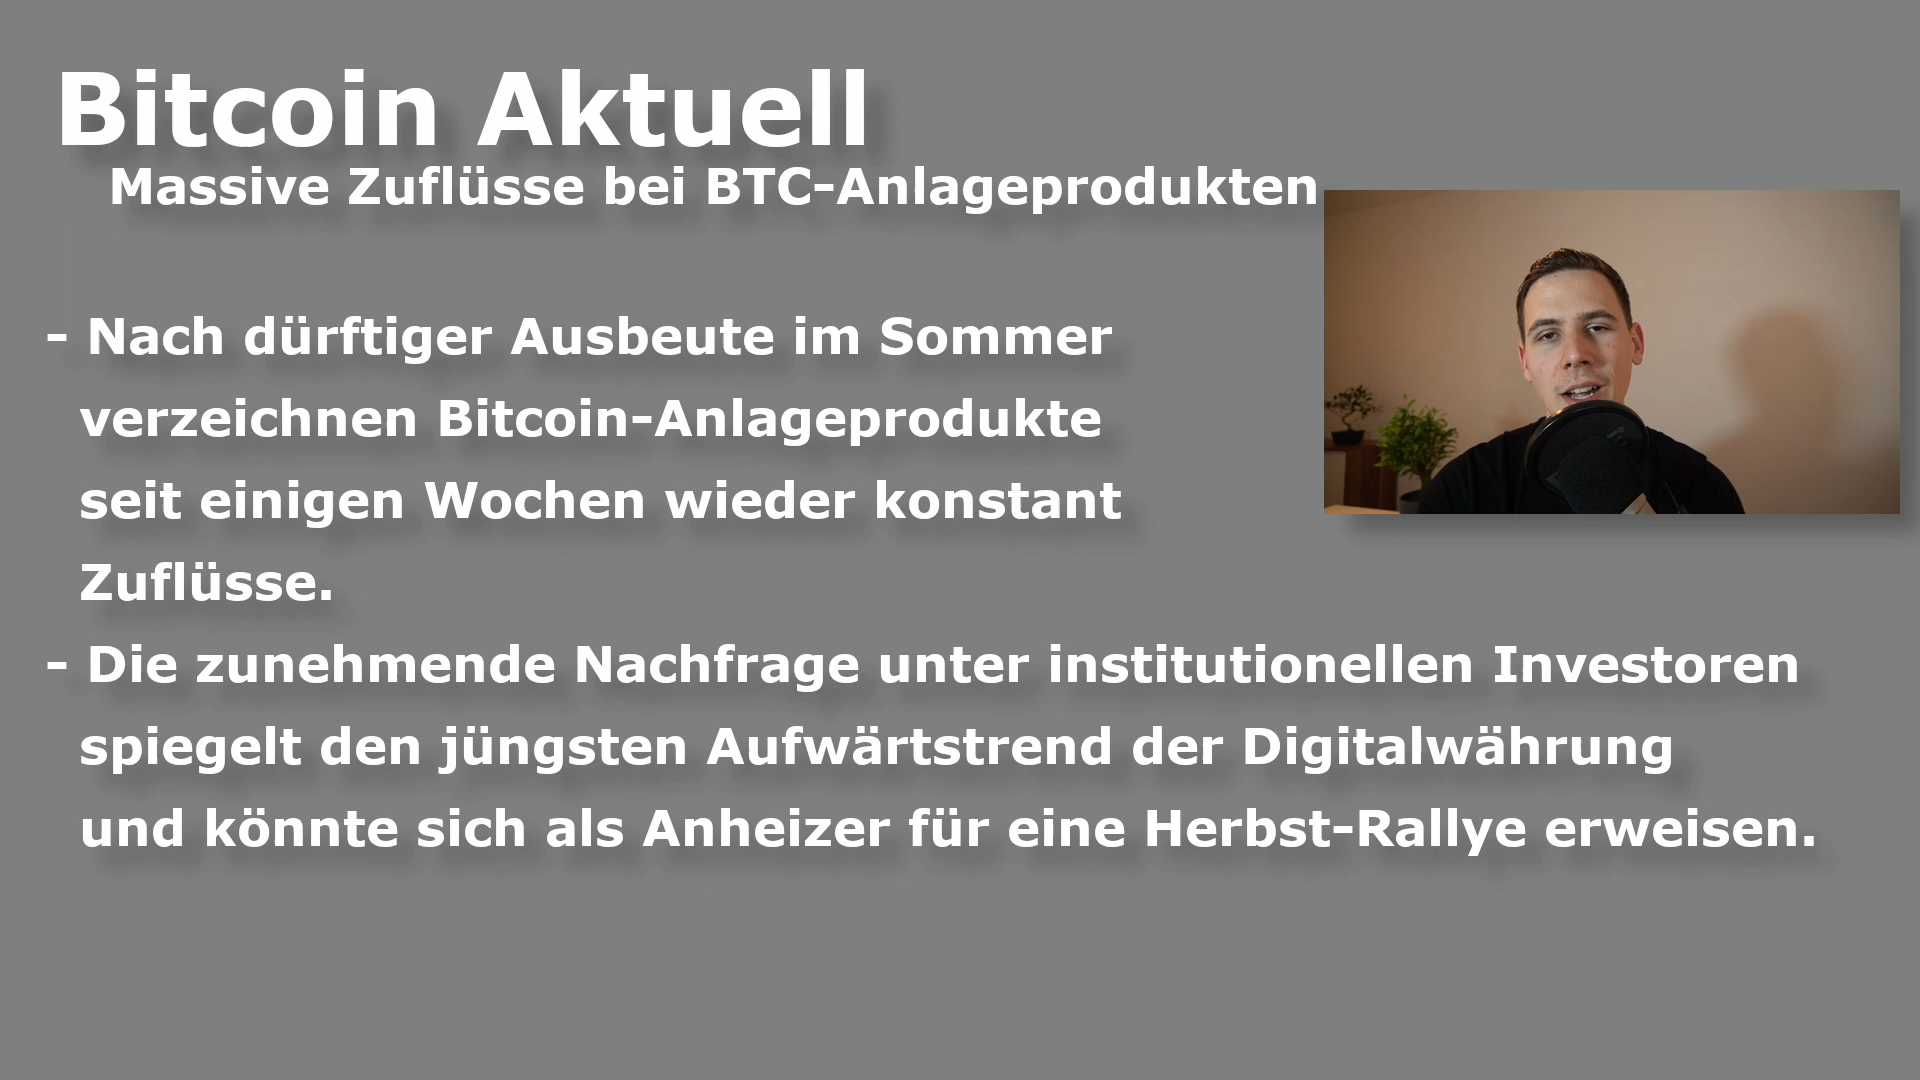 Bitcoin Aktuell
Massive Zuflüsse bei BTC-Anlageprodukten
- Nach dürftiger Ausbeute im Sommer
verzeichnen Bitcoin-Anlageprodukte
seit einigen Wochen wieder konstant
Zuflüsse.
- Die zunehmende Nachfrage unter institutionellen Investoren
spiegelt den jüngsten Aufwärtstrend der Digitalwährung
und könnte sich als Anheizer für eine Herbst-Rallye erweisen.